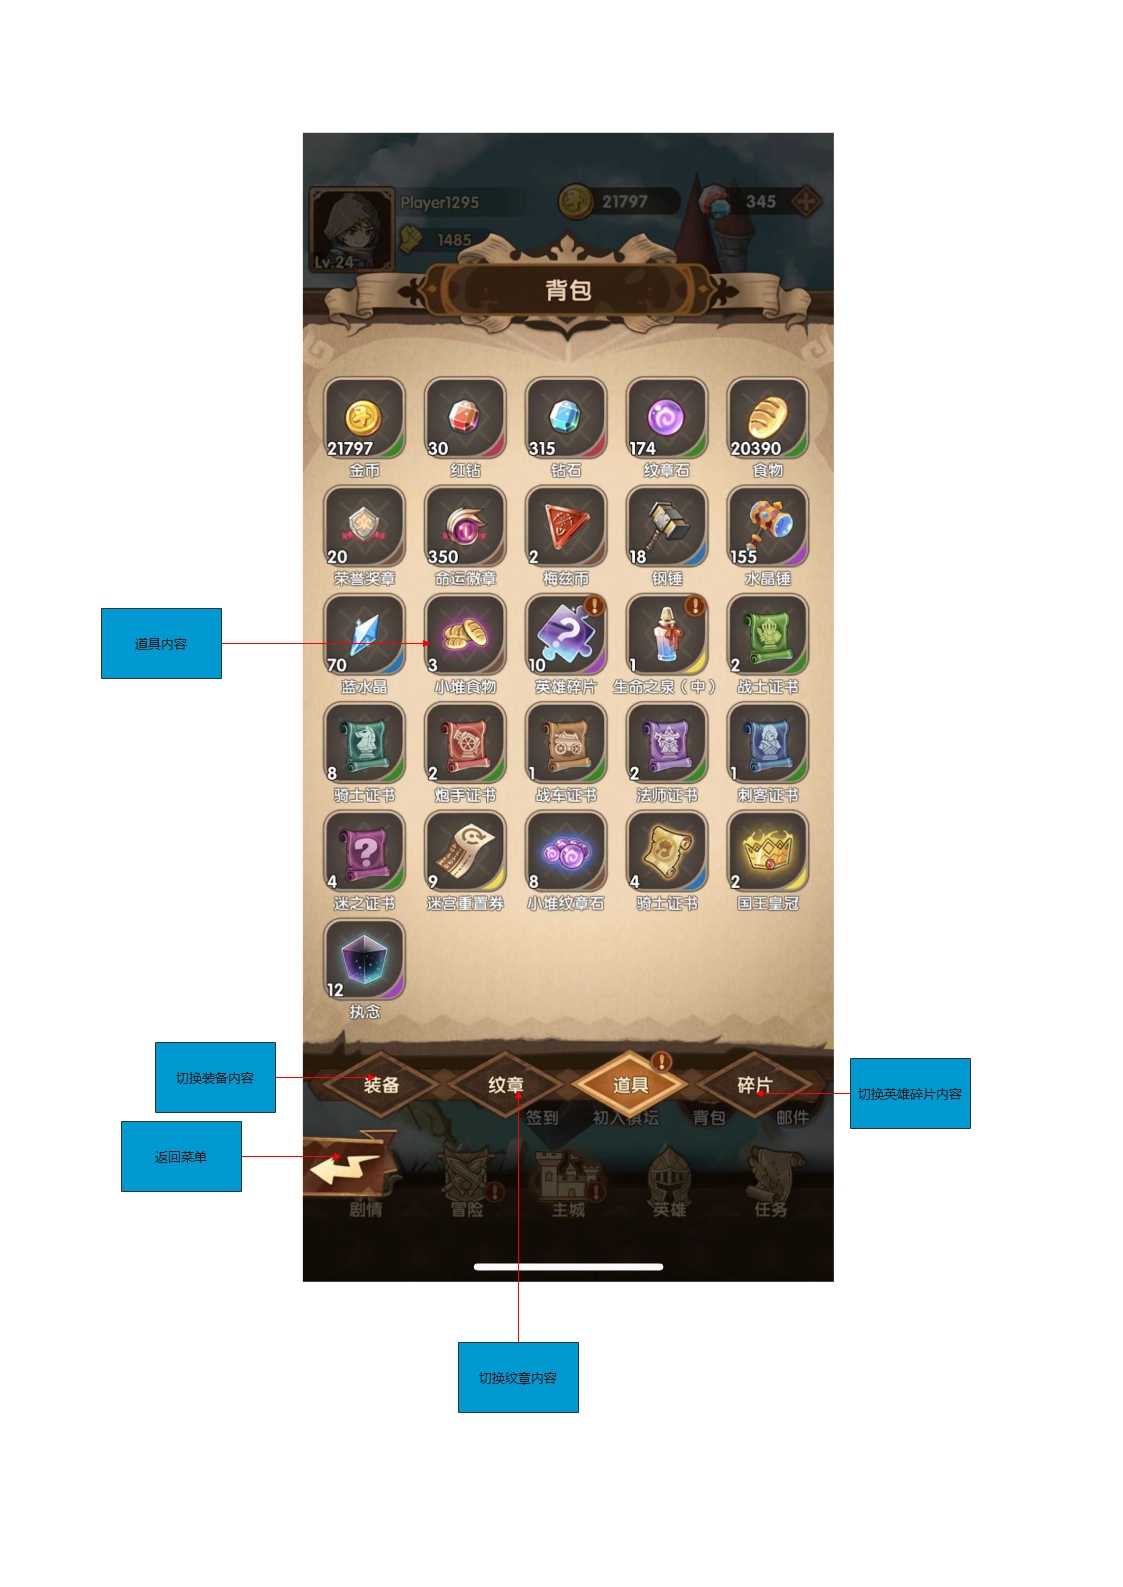 Player1295
21797
345
1485
Lv.24
背包
21797
30
315
174
20390
金币
红钻
钻石
纹章石
食物
20
350
2
18
155
荣誉奖章
命运徽章
梅兹币
钢锤
水晶锤
道具内容
70
3
10
1
2
蓝水晶
小堆食物
英雄碎片
生命之泉（中）
战士证书
8
2
1
2
1
骑士证书
炮手证书
战车证书
法师证书
刺客证书
4
9
8
4
2
迷之证书
迷宫重置券
小堆纹章石
骑士证书
国王皇冠
12
执念
切换装备内容
装备
纹章
道具
碎片
切换英雄碎片内容
签到
初入棋坛
背包
邮件
返回菜单
剧情
冒险
主城
英雄
任务
切换纹章内容